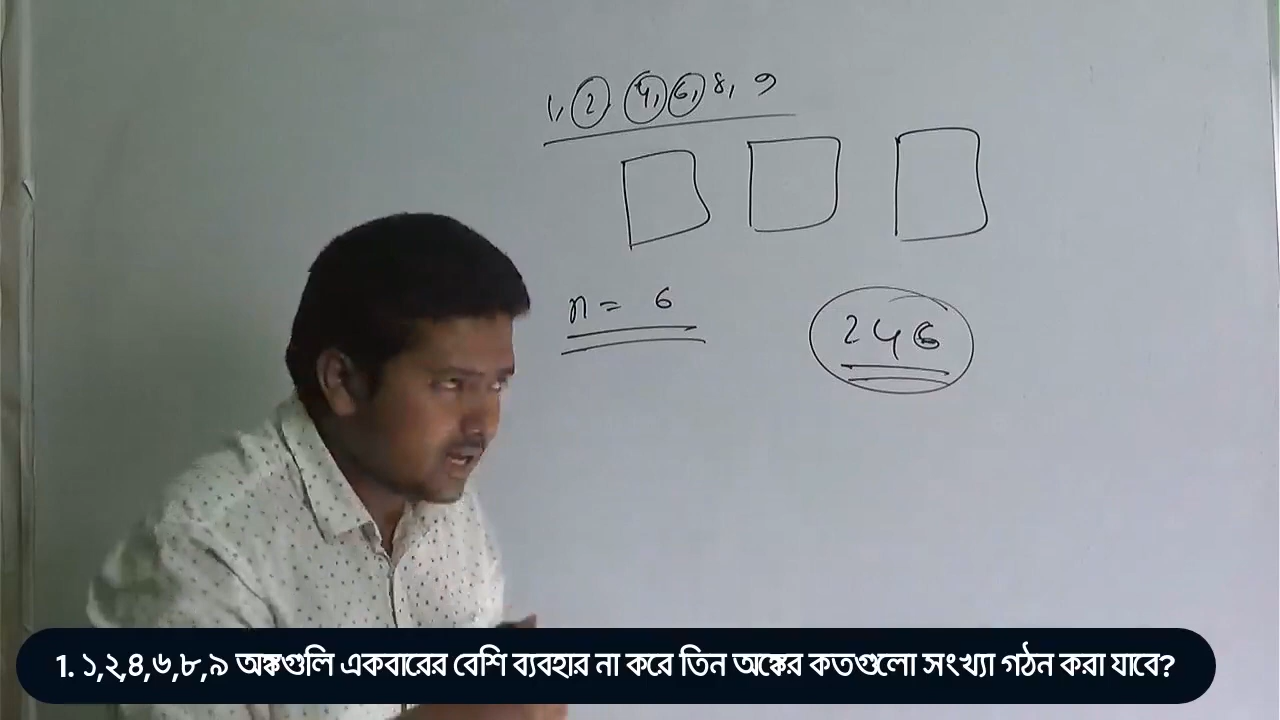 1, 2, 4, 6, 8, 9
n = 6
246
1. ১,২,৪,৬,৮,৯ অঙ্কগুলি একবারের বেশি ব্যবহার না করে তিন অঙ্কের কতগুলো সংখ্যা গঠন করা যাবে?